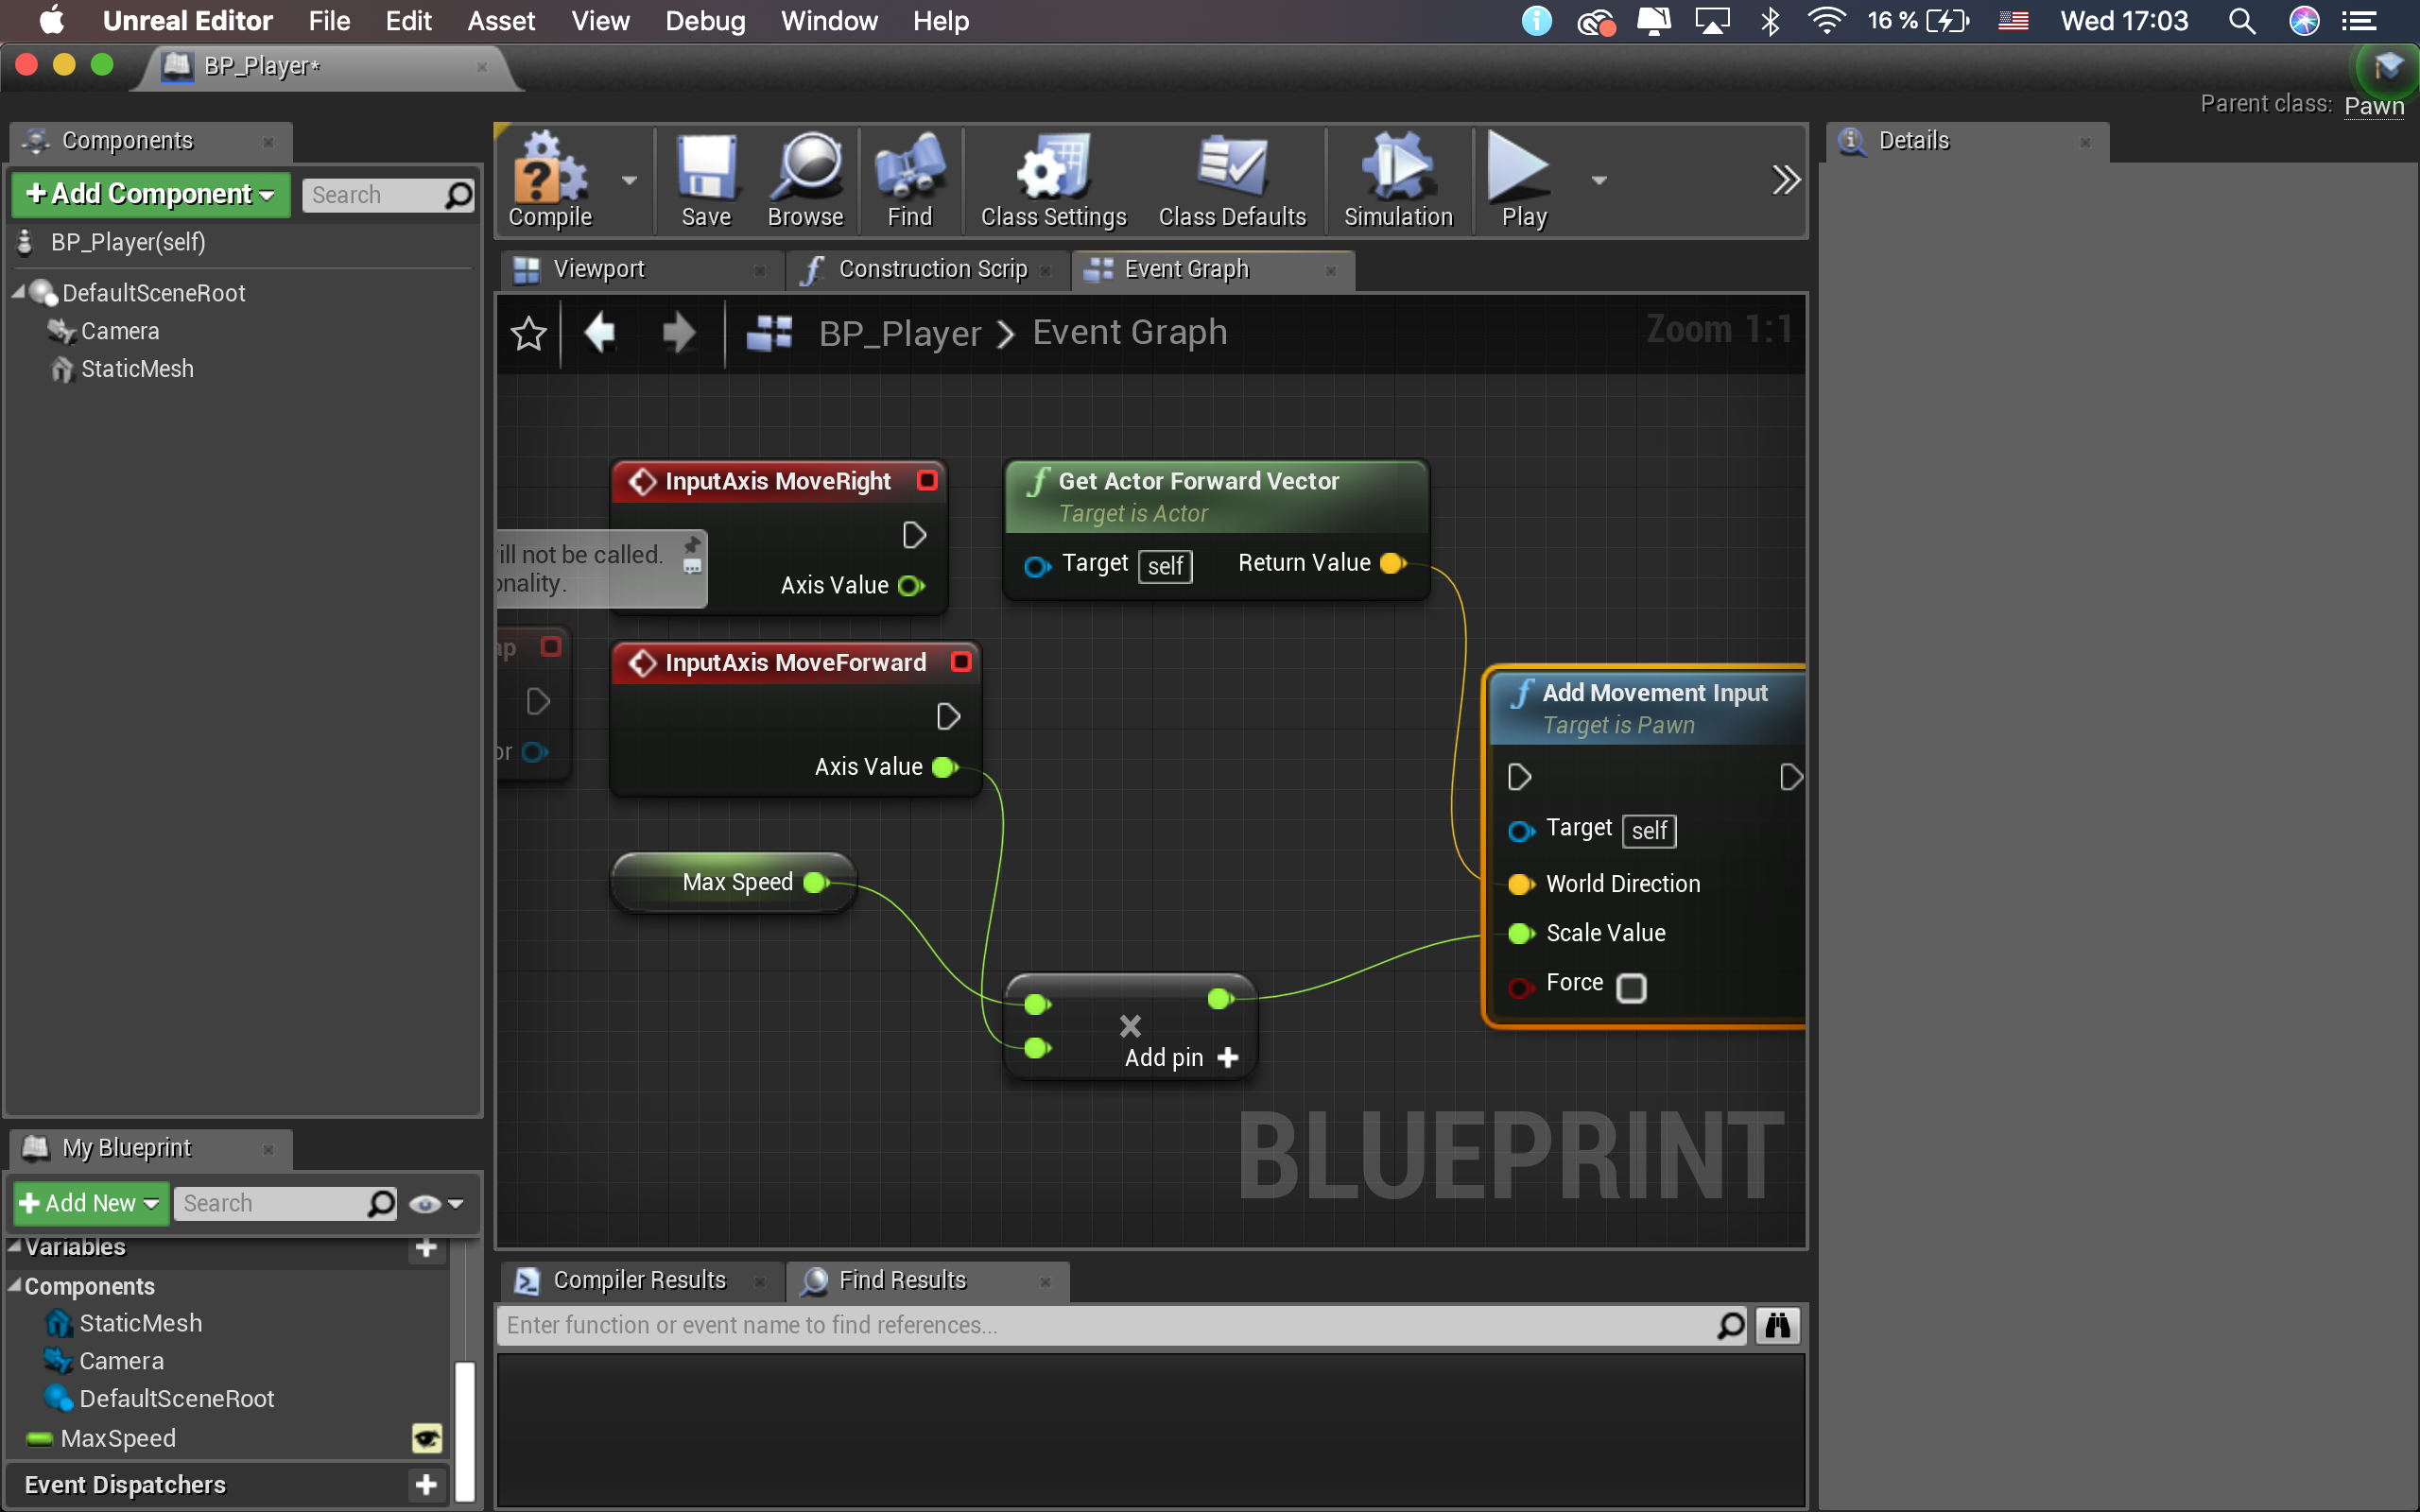 Unreal Editor File Edit Asset View Debug Window Help 16 % Wed 17:03
BP_Player*
Parent class: Pawn
Components
Details
+Add Component
Search
BP_Player(self)
DefaultSceneRoot
Camera
StaticMesh
Compile
Save
Browse
Find
Class Settings
Class Defaults
Simulation
Play
Viewport
Construction Scrip
Event Graph
BP_Player > Event Graph
Zoom 1:1
InputAxis MoveRight
Axis Value
ill not be called.
onality.
Get Actor Forward Vector
Target is Actor
Target self
Return Value
ap
or
InputAxis MoveForward
Axis Value
Max Speed
Add pin +
Add Movement Input
Target is Pawn
Target self
World Direction
Scale Value
Force
BLUEPRINT
My Blueprint
+ Add New
Search
Variables
Components
StaticMesh
Camera
DefaultSceneRoot
MaxSpeed
Event Dispatchers
Compiler Results
Find Results
Enter function or event name to find references...